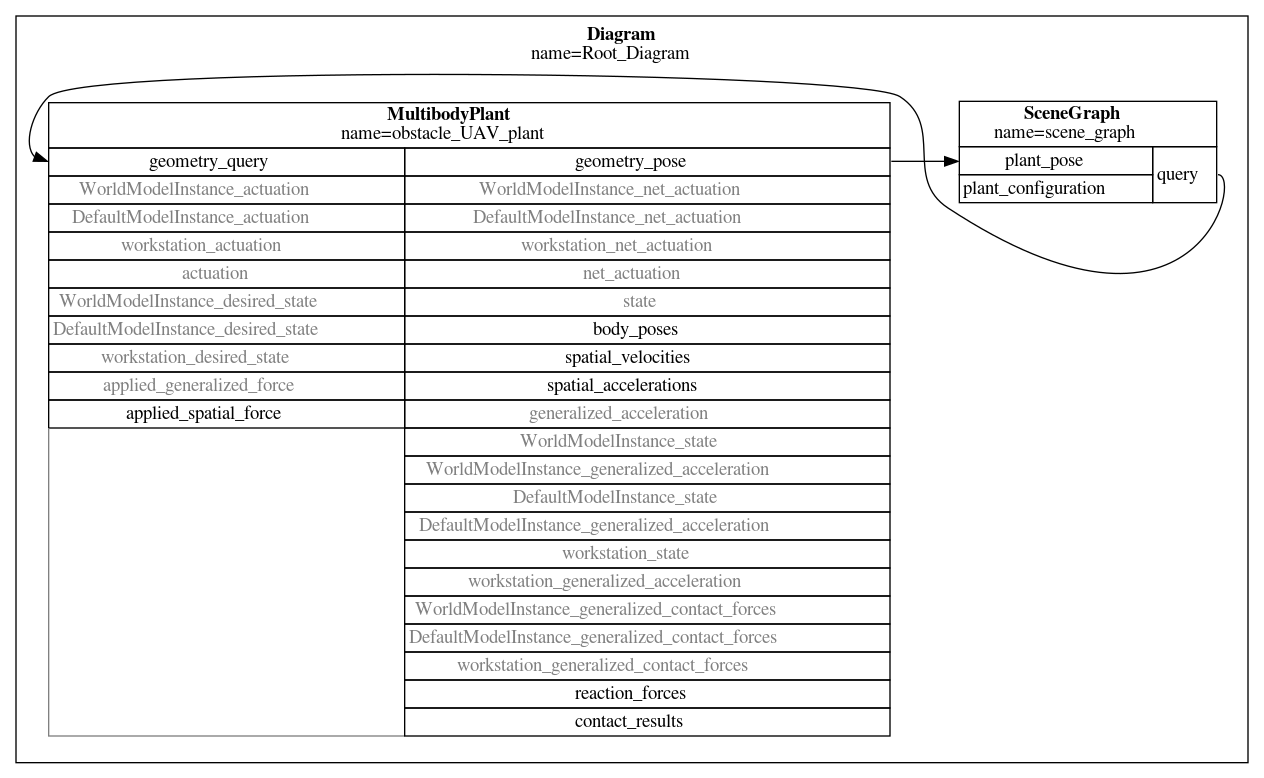 Diagram
name=Root_Diagram
MultibodyPlant
name=obstacle_UAV_plant
geometry_query
WorldModelInstance_actuation
DefaultModelInstance_actuation
workstation_actuation
actuation
WorldModelInstance_desired_state
DefaultModelInstance_desired_state
workstation_desired_state
applied_generalized_force
applied_spatial_force
geometry_pose
WorldModelInstance_net_actuation
DefaultModelInstance_net_actuation
workstation_net_actuation
net_actuation
state
body_poses
spatial_velocities
spatial_accelerations
generalized_acceleration
WorldModelInstance_state
WorldModelInstance_generalized_acceleration
DefaultModelInstance_state
DefaultModelInstance_generalized_acceleration
workstation_state
workstation_generalized_acceleration
WorldModelInstance_generalized_contact_forces
DefaultModelInstance_generalized_contact_forces
workstation_generalized_contact_forces
reaction_forces
contact_results
SceneGraph
name=scene_graph
plant_pose
plant_configuration
query